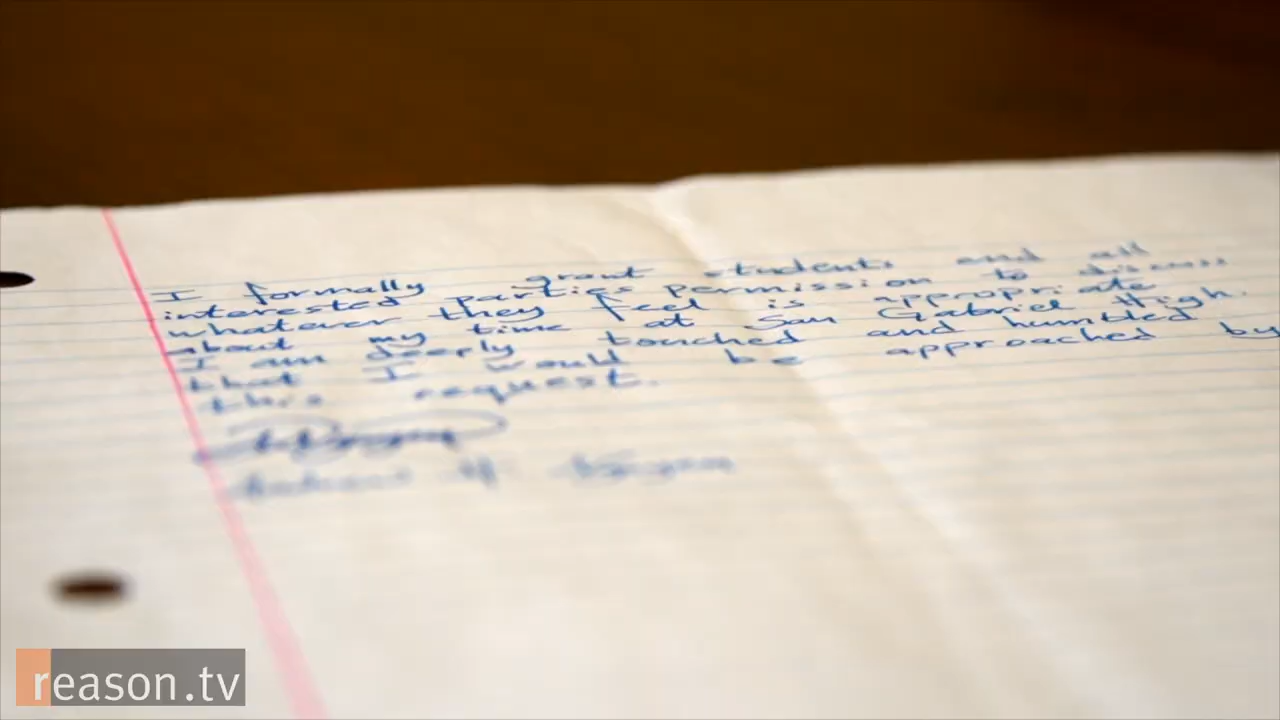 I formally grant students and all
interested parties permission to discuss
whatever they feel is appropriate
about my time at San Gabriel High.
I am deeply touched and humbled
that I would be approached by
this request.
reason.tv